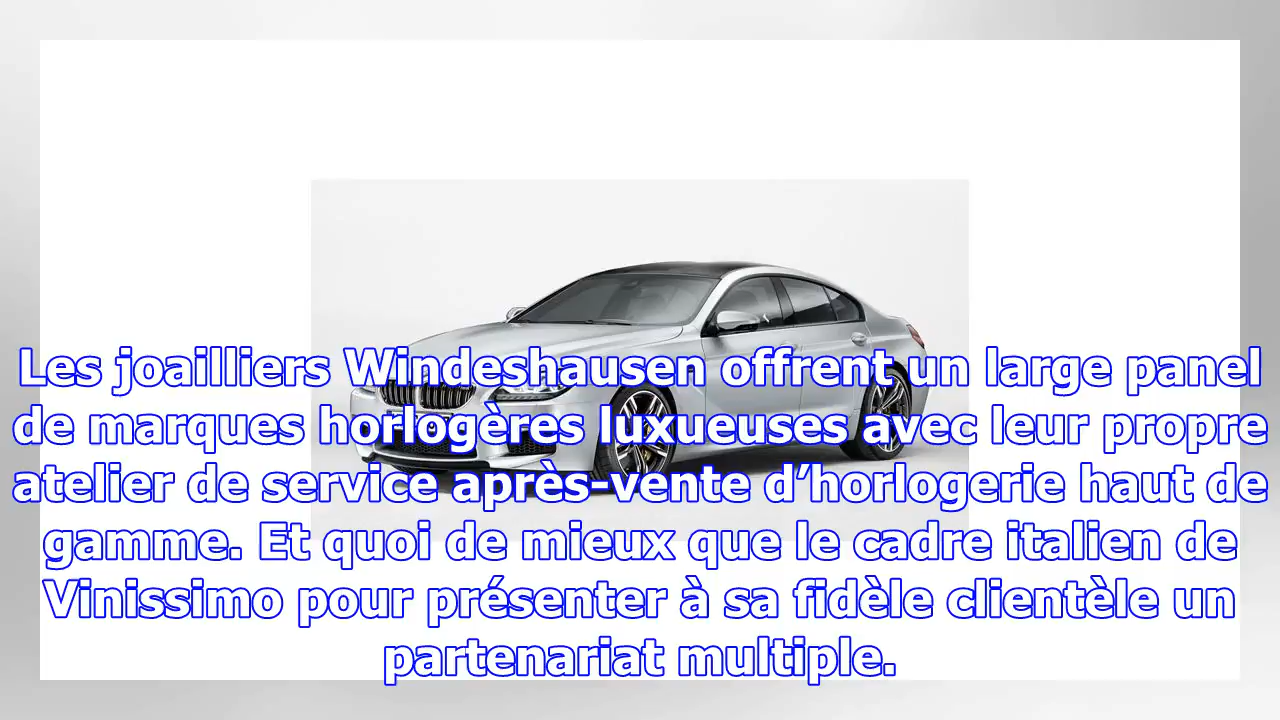 Les joailliers Windeshausen offrent un large panel
de marques horlogères luxueuses avec leur propre
atelier de service après-vente d’horlogerie haut de
gamme. Et quoi de mieux que le cadre italien de
Vinissimo pour présenter à sa fidèle clientèle un
partenariat multiple.